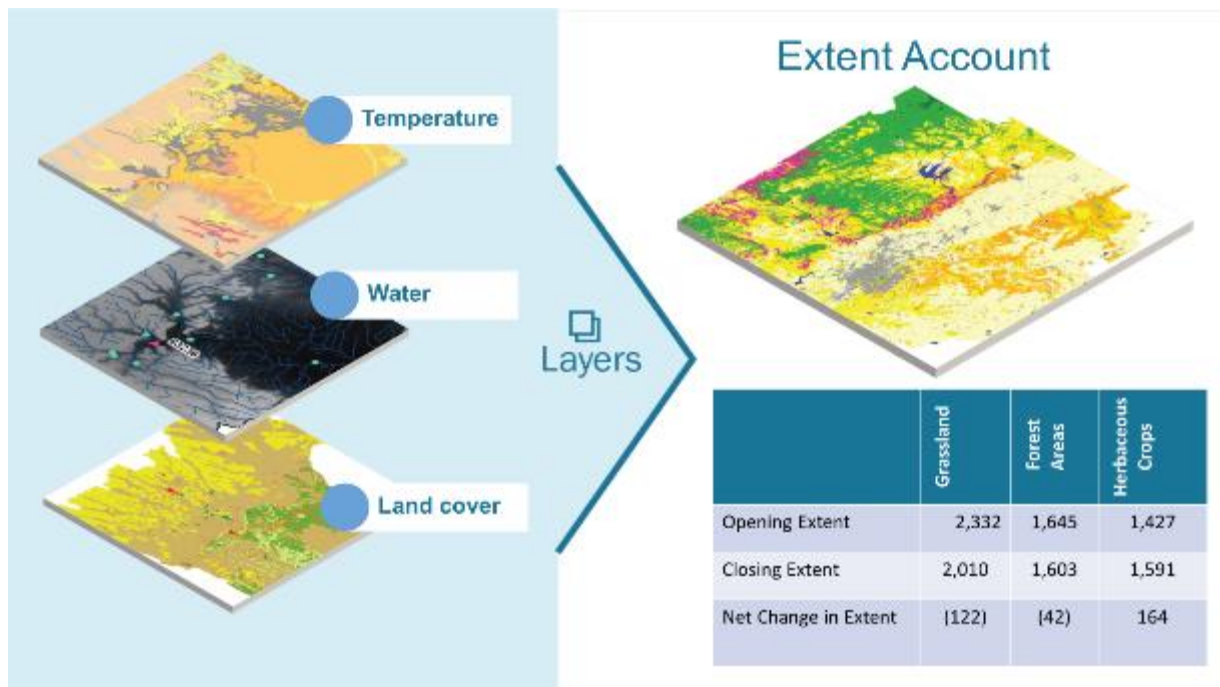 Extent Account
Temperature
Water
Land cover
Layers
Grassland
Forest
Areas
Herbaceous
Crops
Opening Extent 2,332 1,645 1,427
Closing Extent 2,010 1,603 1,591
Net Change in Extent (122) (42) 164